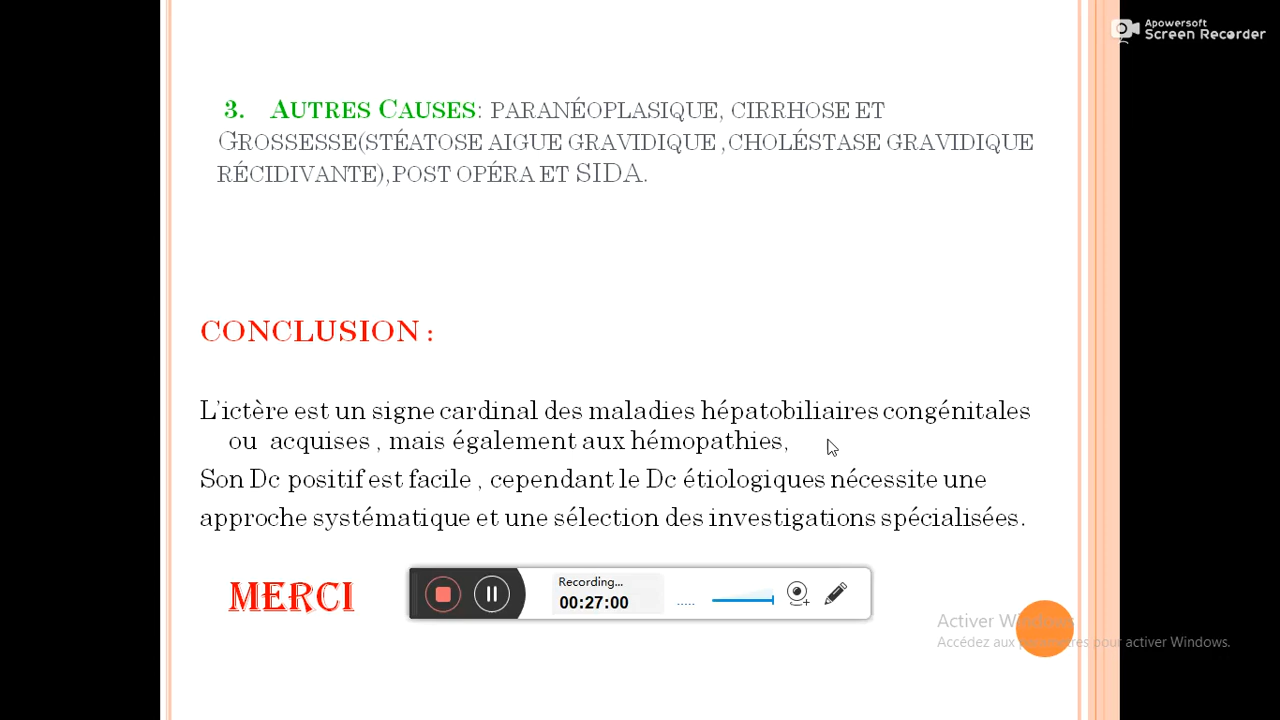 Apowersoft
Screen Recorder
3. AUTRES CAUSES: PARANÉOPLASIQUE, CIRRHOSE ET
GROSSESSE(STÉATOSE AIGUE GRAVIDIQUE ,CHOLÉSTASE GRAVIDIQUE
RÉCIDIVANTE),POST OPÉRA ET SIDA.
CONCLUSION :
L'ictère est un signe cardinal des maladies hépatobiliaires congénitales
ou acquises , mais également aux hémopathies,
Son Dc positif est facile , cependant le Dc étiologiques nécessite une
approche systématique et une sélection des investigations spécialisées.
MERCI
Recording...
00:27:00
Activer Windows
Accédez aux paramètres pour activer Windows.